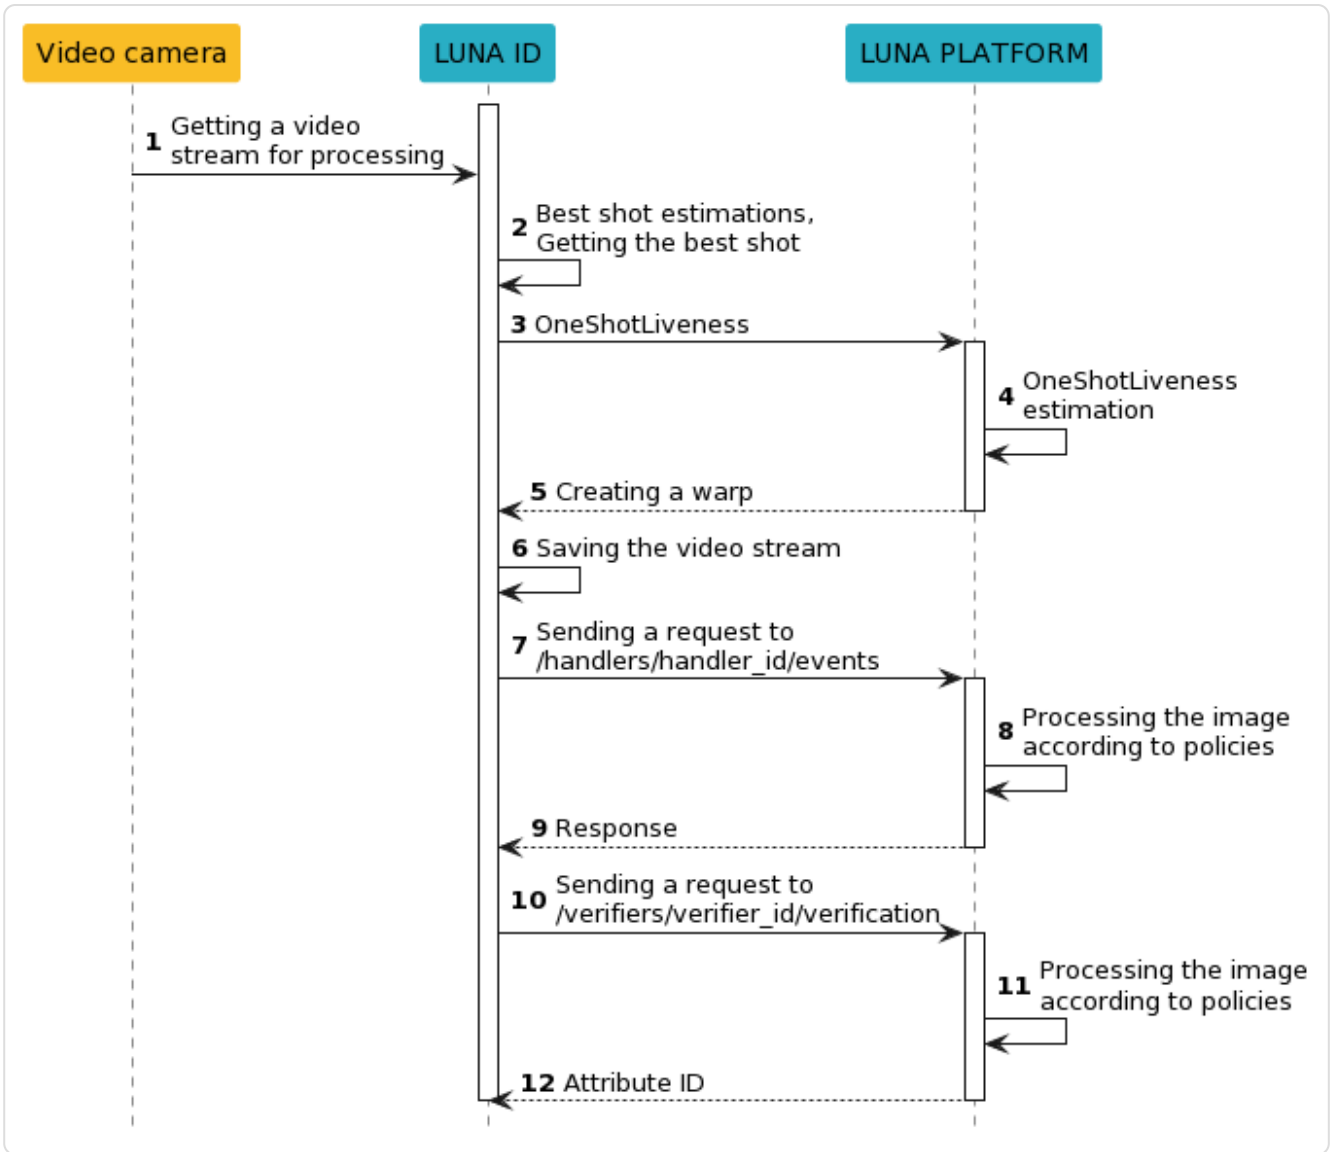 Video camera
LUNA ID
LUNA PLATFORM
1 Getting a video
stream for processing
2 Best shot estimations,
Getting the best shot
3 OneShotLiveness
4 OneShotLiveness
estimation
5 Creating a warp
6 Saving the video stream
7 Sending a request to
/handlers/handler_id/events
8 Processing the image
according to policies
9 Response
10 Sending a request to
/verifiers/verifier_id/verification
11 Processing the image
according to policies
12 Attribute ID